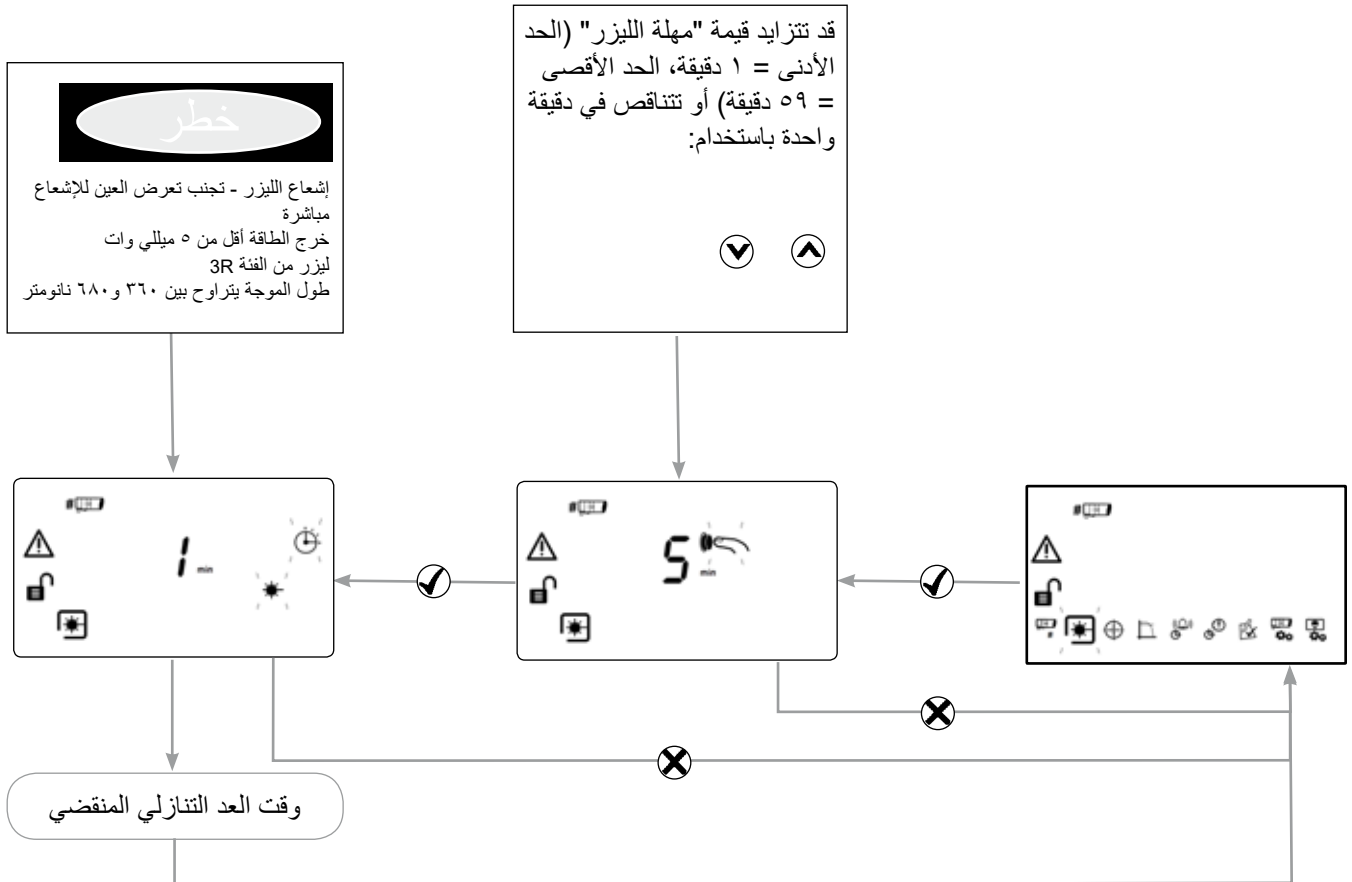 قد تتزايد قيمة "مهلة الليزر" (الحد
الأدنى = ١ دقيقة، الحد الأقصى
= ٥٩ دقيقة) أو تتناقص في دقيقة
واحدة باستخدام:
خطر
إشعاع الليزر - تجنب تعرض العين للإشعاع
مباشرة
خرج الطاقة أقل من ٥ ميللي وات
ليزر من الفئة 3R
طول الموجة يتراوح بين ٣٦٠ و٦٨٠ نانومتر
5 min
1 min
وقت العد التنازلي المنقضي